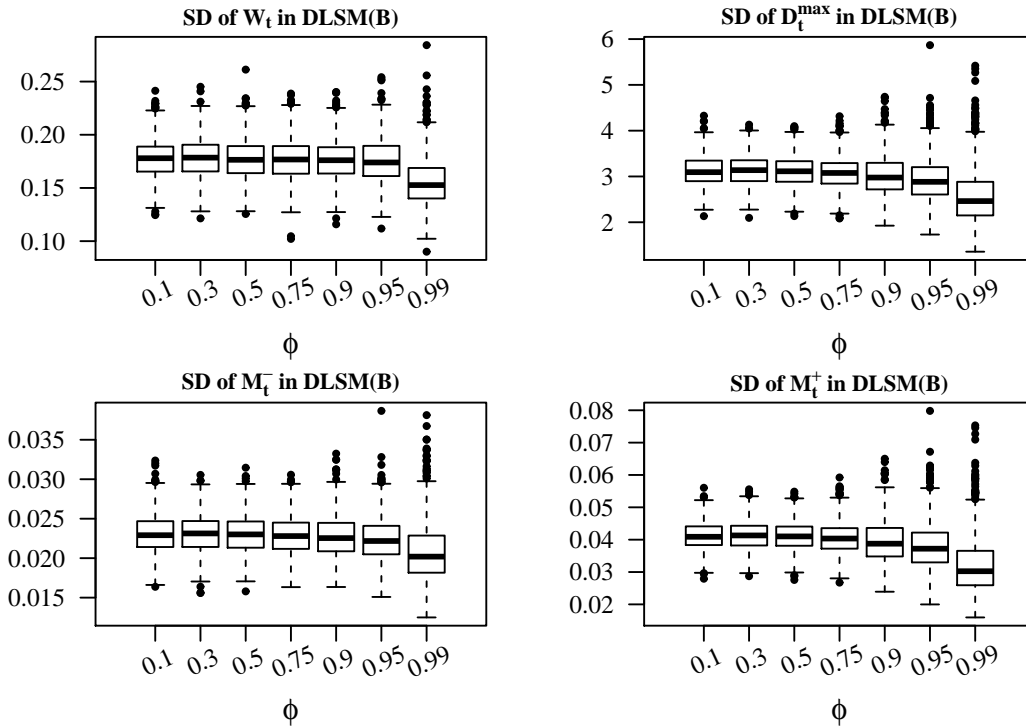 SD of W_t in DLSM(B)
0.25
0.20
0.15
0.10
0.1 0.3 0.5 0.75 0.9 0.95 0.99
ϕ
SD of D_t^max in DLSM(B)
6
5
4
3
2
0.1 0.3 0.5 0.75 0.9 0.95 0.99
ϕ
SD of M_t^− in DLSM(B)
0.035
0.030
0.025
0.020
0.015
0.1 0.3 0.5 0.75 0.9 0.95 0.99
ϕ
SD of M_t^+ in DLSM(B)
0.08
0.07
0.06
0.05
0.04
0.03
0.02
0.1 0.3 0.5 0.75 0.9 0.95 0.99
ϕ